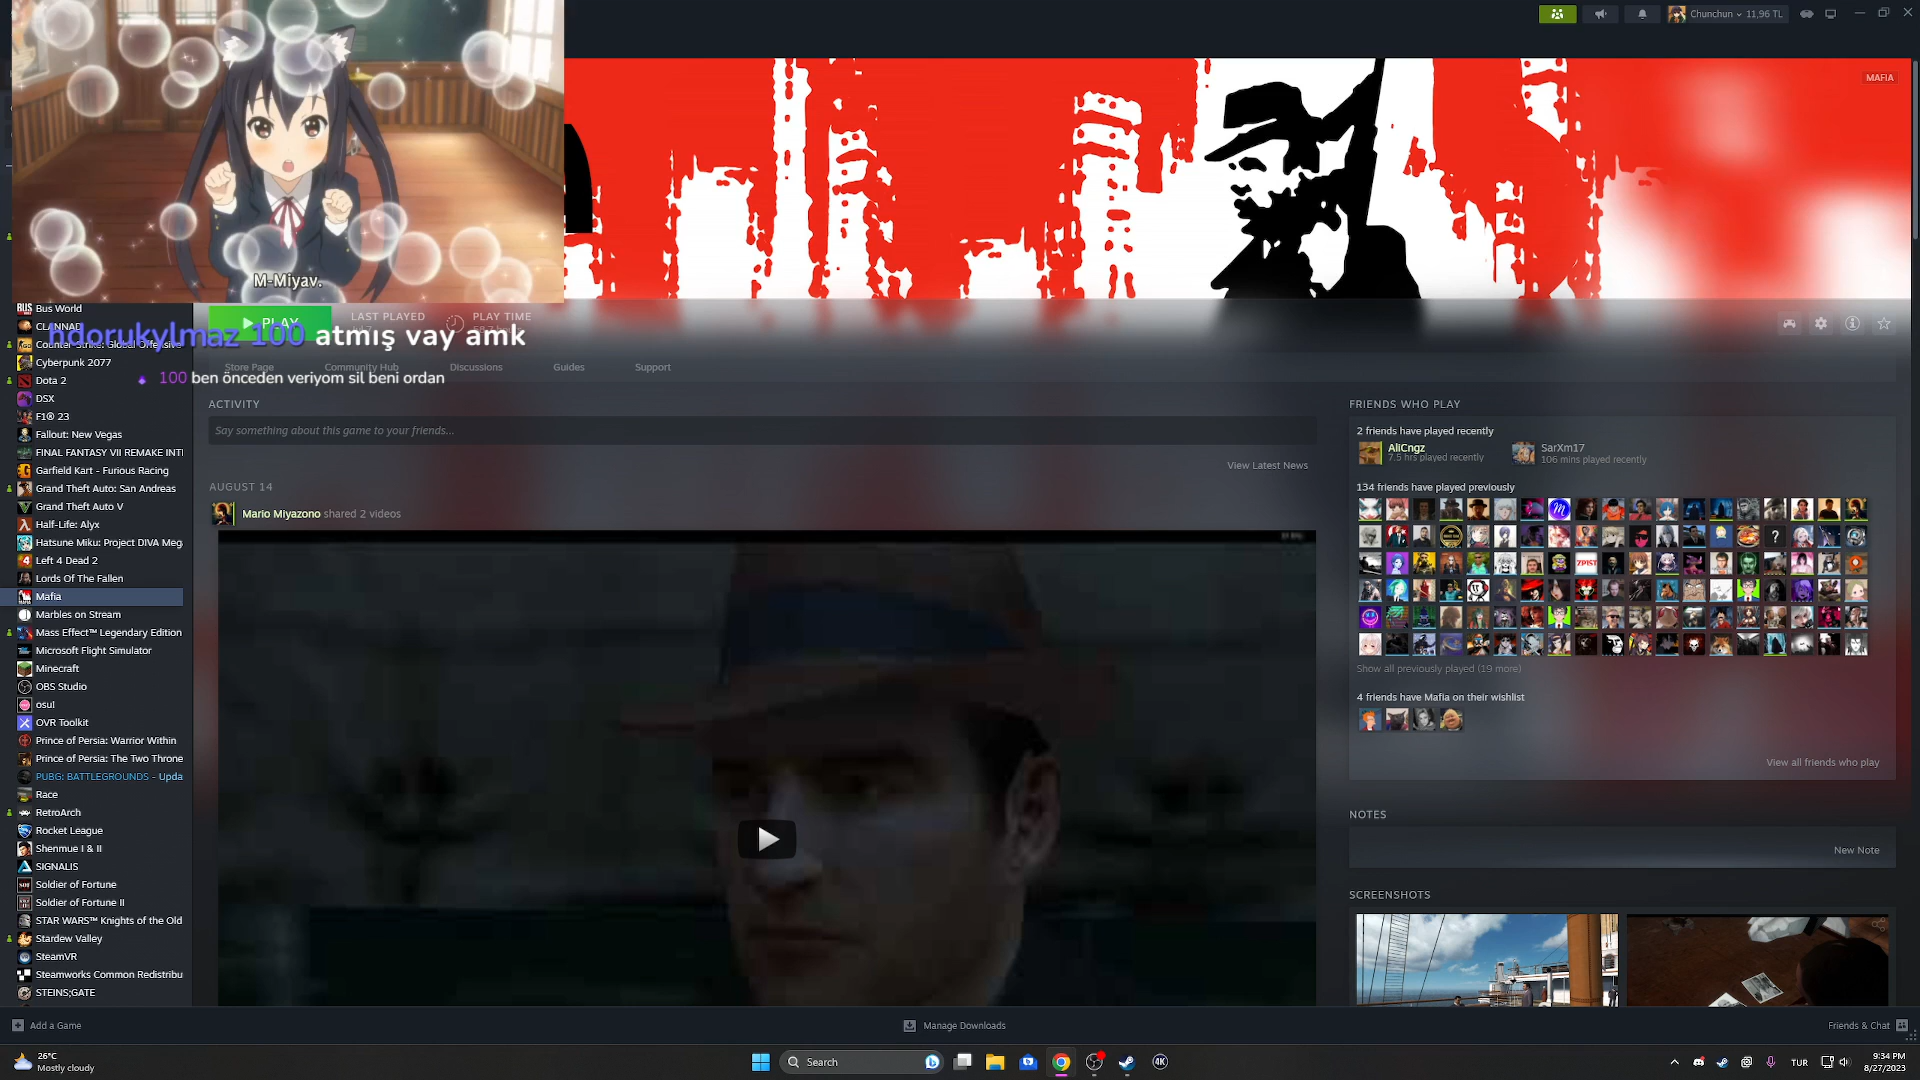 Chunchun
11,96 TL
MAFIA
M-Miyav.
Bus World
CLANNAD
Counter-Strike: Global Offensive
Cyberpunk 2077
Dota 2
DSX
F1® 23
Fallout: New Vegas
FINAL FANTASY VII REMAKE INTI
Garfield Kart - Furious Racing
Grand Theft Auto: San Andreas
Grand Theft Auto V
Half-Life: Alyx
Hatsune Miku: Project DIVA Meg
Left 4 Dead 2
Lords Of The Fallen
Mafia
Marbles on Stream
Mass Effect™ Legendary Edition
Microsoft Flight Simulator
Minecraft
OBS Studio
osu!
OVR Toolkit
Prince of Persia: Warrior Within
Prince of Persia: The Two Throne
PUBG: BATTLEGROUNDS - Upda
Race
RetroArch
Rocket League
Shenmue I & II
SIGNALIS
Soldier of Fortune
Soldier of Fortune II
STAR WARS™ Knights of the Old
Stardew Valley
SteamVR
Steamworks Common Redistribu
STEINS;GATE
PLAY
LAST PLAYED
PLAY TIME
hdorukylmaz 100 atmış vay amk
100 ben önceden veriyom sil beni ordan
Store Page
Community Hub
Discussions
Guides
Support
ACTIVITY
Say something about this game to your friends...
View Latest News
AUGUST 14
Mario Miyazono shared 2 videos
FRIENDS WHO PLAY
2 friends have played recently
AliCngz
7.5 hrs played recently
SarXm17
106 mins played recently
134 friends have played previously
Show all previously played (19 more)
4 friends have Mafia on their wishlist
View all friends who play
NOTES
New Note
SCREENSHOTS
Add a Game
Manage Downloads
Friends & Chat
26°C
Mostly cloudy
Search
4K
TUR
9:34 PM
8/27/2023